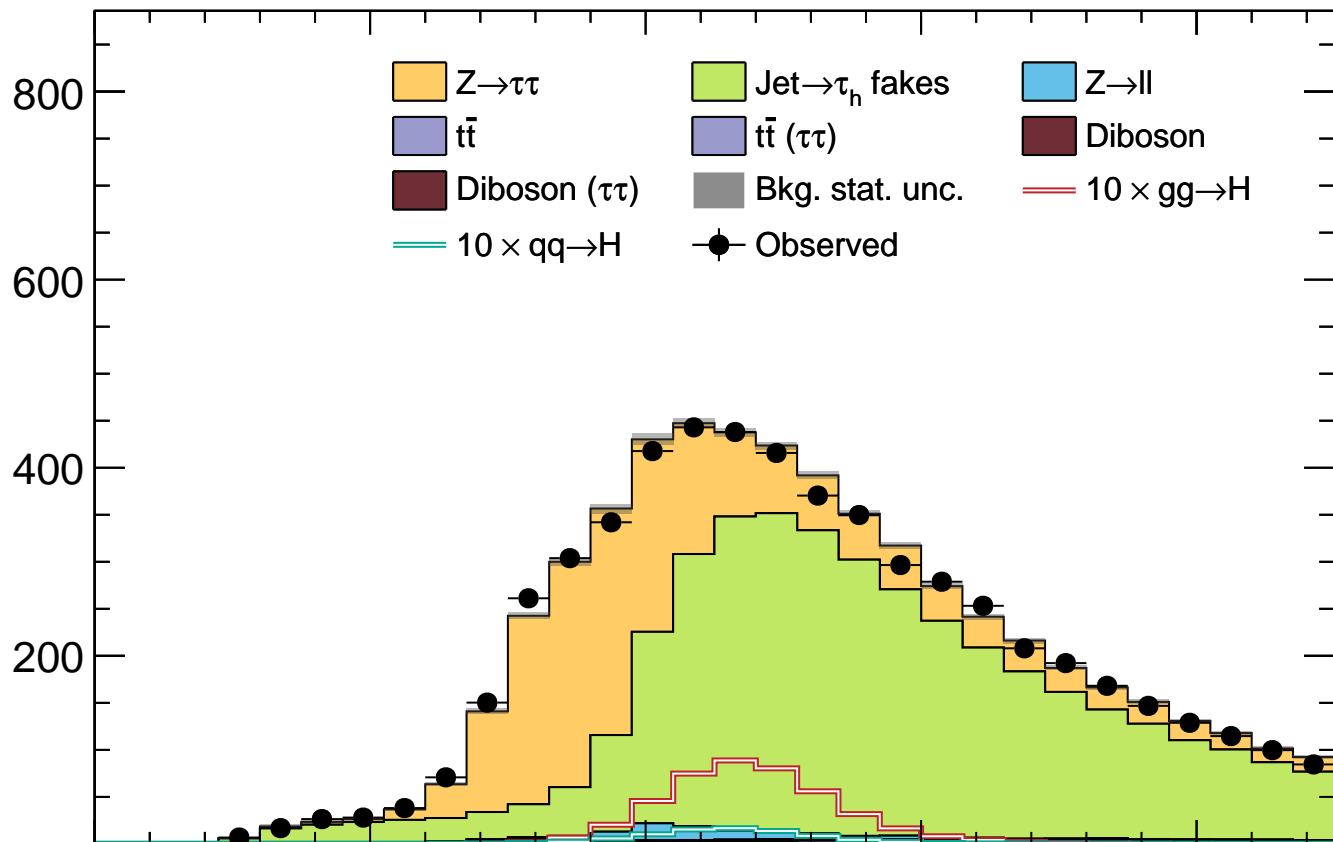 800
Z→ττ Jet→τh fakes Z→ll
tt̄ tt̄ (ττ) Diboson
Diboson (ττ) Bkg. stat. unc. 10 × gg→H
10 × qq→H Observed
600
400
200